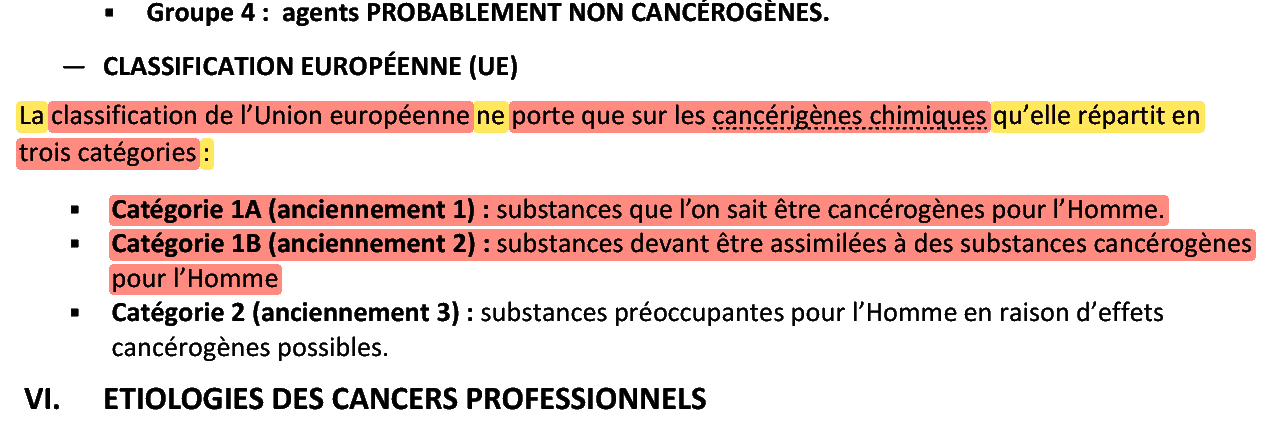 ▪ Groupe 4 : agents PROBABLEMENT NON CANCÉROGÈNES.
— CLASSIFICATION EUROPÉENNE (UE)
La classification de l’Union européenne ne porte que sur les cancérigènes chimiques qu’elle répartit en
trois catégories :
▪ Catégorie 1A (anciennement 1) : substances que l’on sait être cancérogènes pour l’Homme.
▪ Catégorie 1B (anciennement 2) : substances devant être assimilées à des substances cancérogènes
pour l’Homme
▪ Catégorie 2 (anciennement 3) : substances préoccupantes pour l’Homme en raison d’effets
cancérogènes possibles.
VI. ETIOLOGIES DES CANCERS PROFESSIONNELS